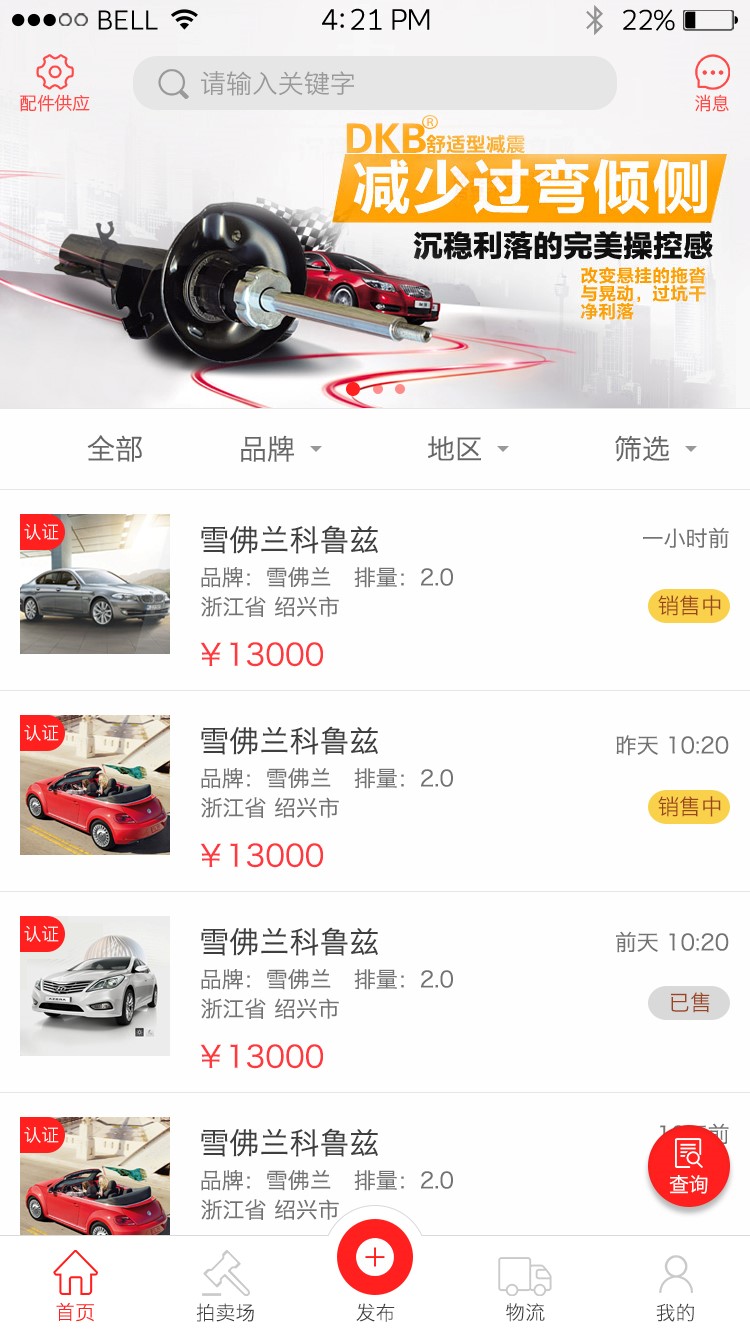 BELL 4:21 PM 22%
配件供应 请输入关键字 消息
DKB® 舒适型减震
减少过弯倾侧
沉稳利落的完美操控感
改变悬挂的拖沓
与晃动，过坑干
净利落
全部 品牌 地区 筛选
认证 雪佛兰科鲁兹 一小时前
品牌：雪佛兰 排量：2.0
浙江省 绍兴市 销售中
￥13000
认证 雪佛兰科鲁兹 昨天 10:20
品牌：雪佛兰 排量：2.0
浙江省 绍兴市 销售中
￥13000
认证 雪佛兰科鲁兹 前天 10:20
品牌：雪佛兰 排量：2.0
浙江省 绍兴市 已售
￥13000
认证 雪佛兰科鲁兹 前
品牌：雪佛兰 排量：2.0
浙江省 绍兴市 查询
首页 拍卖场 发布 物流 我的